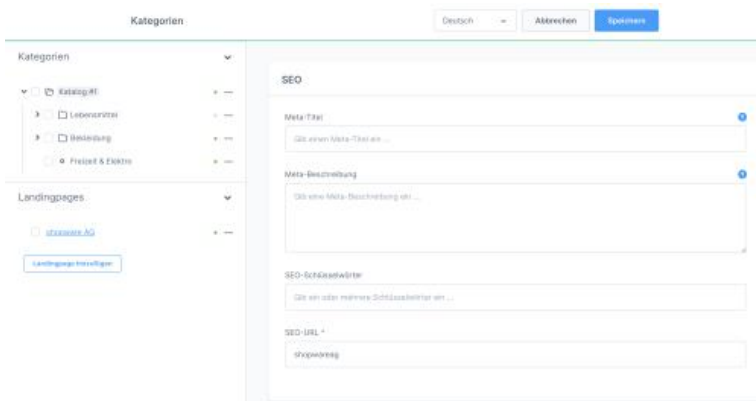 Kategorien
Deutsch
Abbrechen
Speichern
Kategorien
Katalog #1
Lebensmittel
Bekleidung
Freizeit & Elektro
Landingpages
shopware AG
Landingpage hinzufügen
SEO
Meta-Titel
Gib einen Meta-Titel ein ...
Meta-Beschreibung
Gib eine Meta-Beschreibung ein ...
SEO-Schlüsselwörter
Gib ein oder mehrere Schlüsselwörter ein ...
SEO-URL *
shopwareag